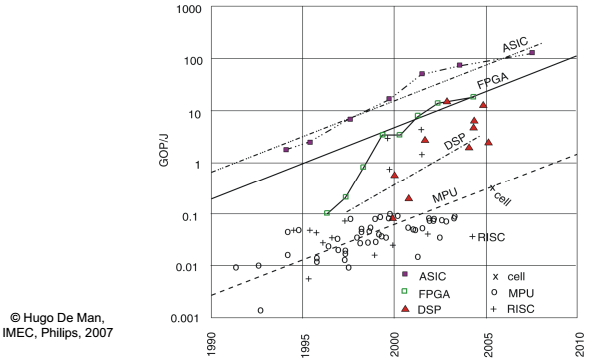 1000
100
10
1
0.1
0.01
0.001
GOP/J
ASIC
FPGA
DSP
MPU
x cell
+RISC
■ ASIC
□ FPGA
▲ DSP
x cell
o MPU
+ RISC
1990
1995
2000
2005
2010
© Hugo De Man,
IMEC, Philips, 2007